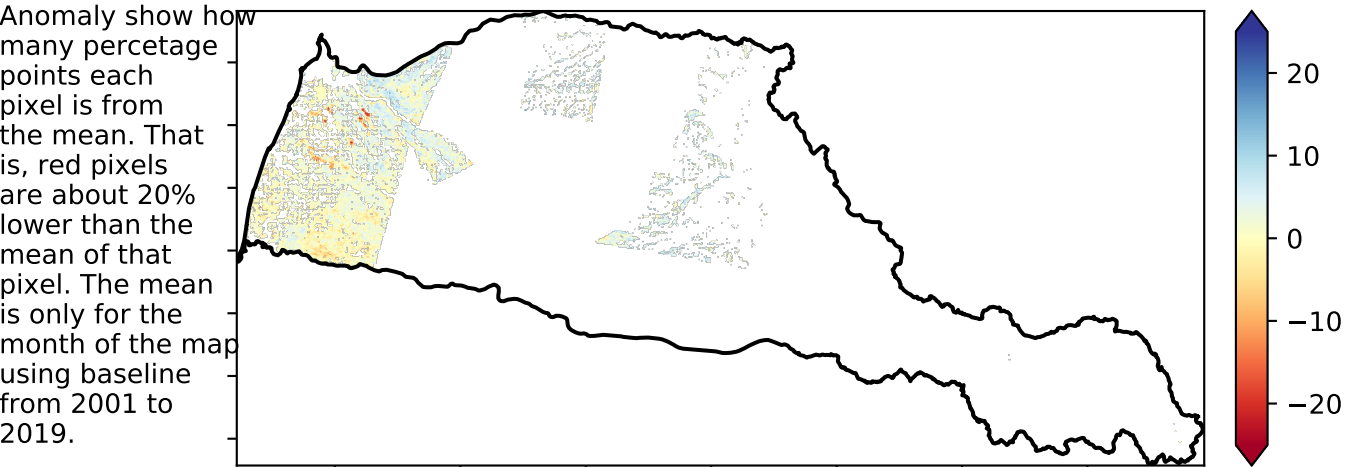 Anomaly show how
many percetage
points each
pixel is from
the mean. That
is, red pixels
are about 20%
lower than the
mean of that
pixel. The mean
is only for the
month of the map
using baseline
from 2001 to
2019.
20
10
0
−10
−20